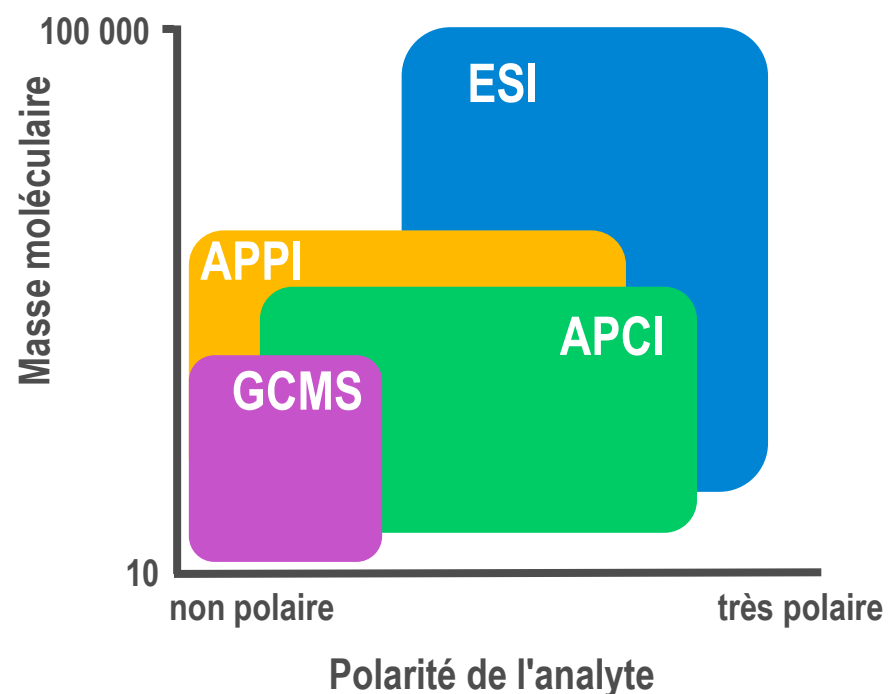 100 000
ESI
Masse moléculaire
APPI
APCI
GCMS
10
non polaire
très polaire
Polarité de l'analyte